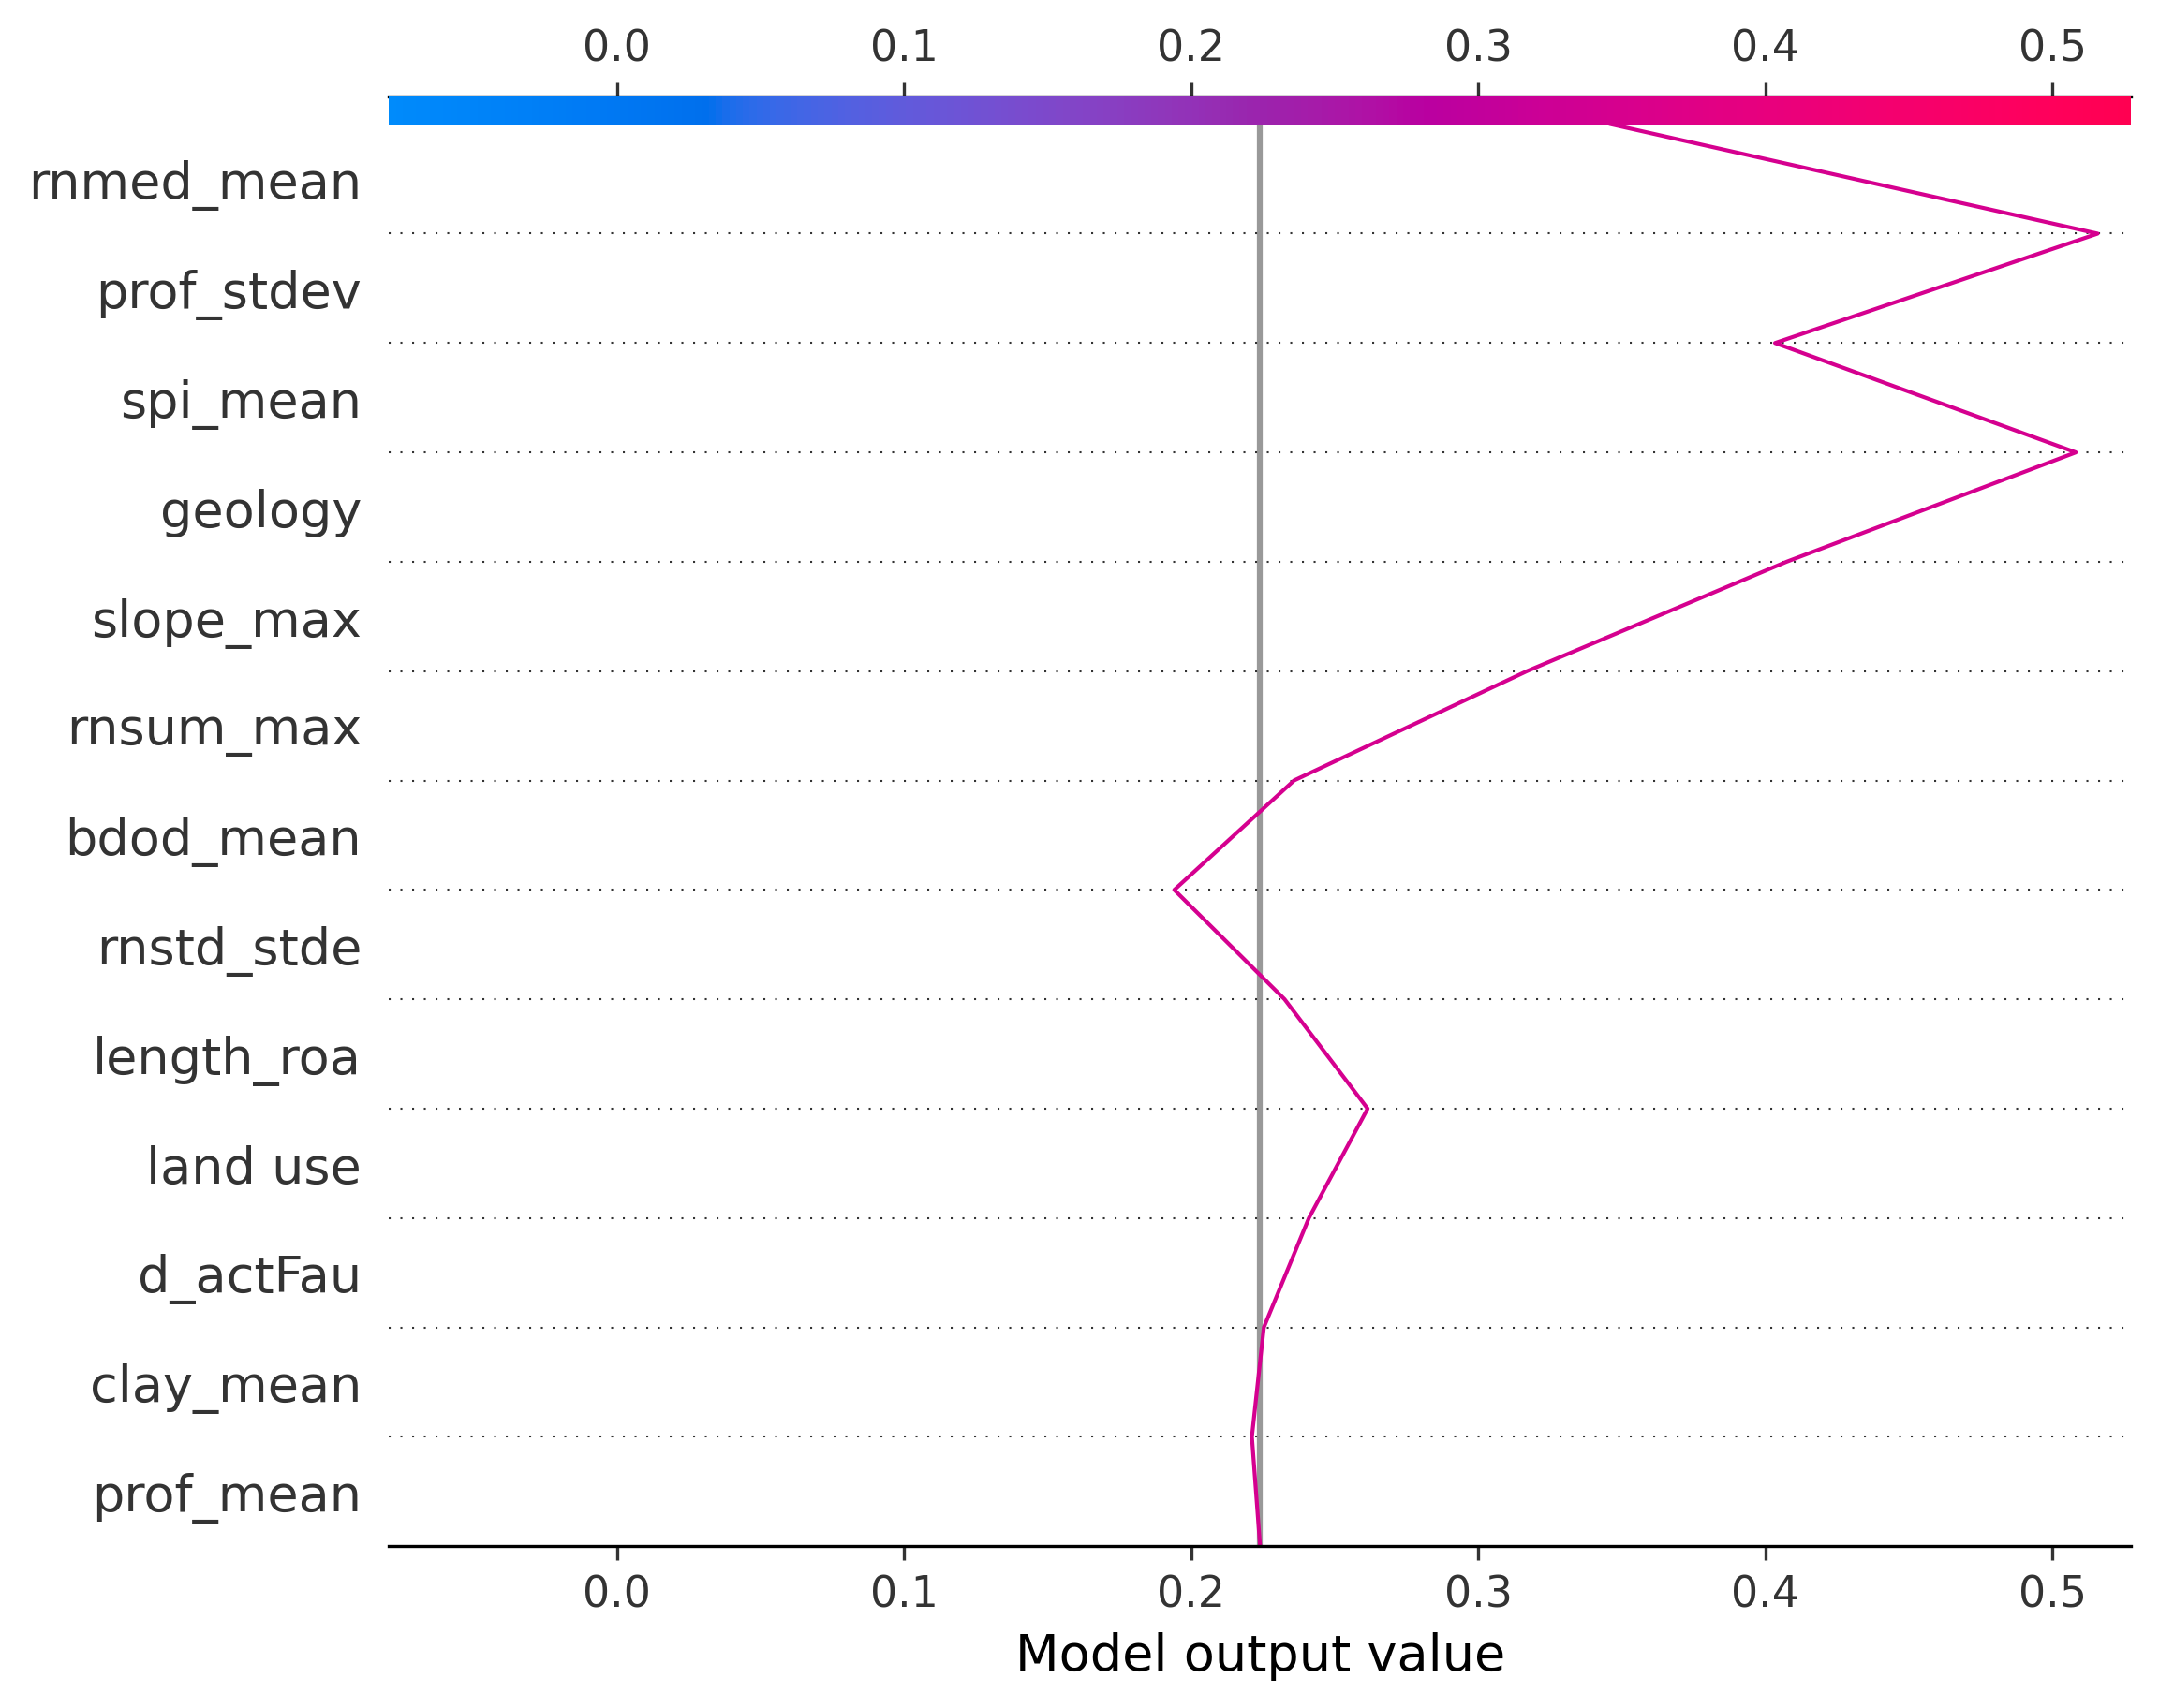 0.0 0.1 0.2 0.3 0.4 0.5
rnmed_mean
prof_stdev
spi_mean
geology
slope_max
rnsum_max
bdod_mean
rnstd_stde
length_roa
land use
d_actFau
clay_mean
prof_mean
0.0 0.1 0.2 0.3 0.4 0.5
Model output value